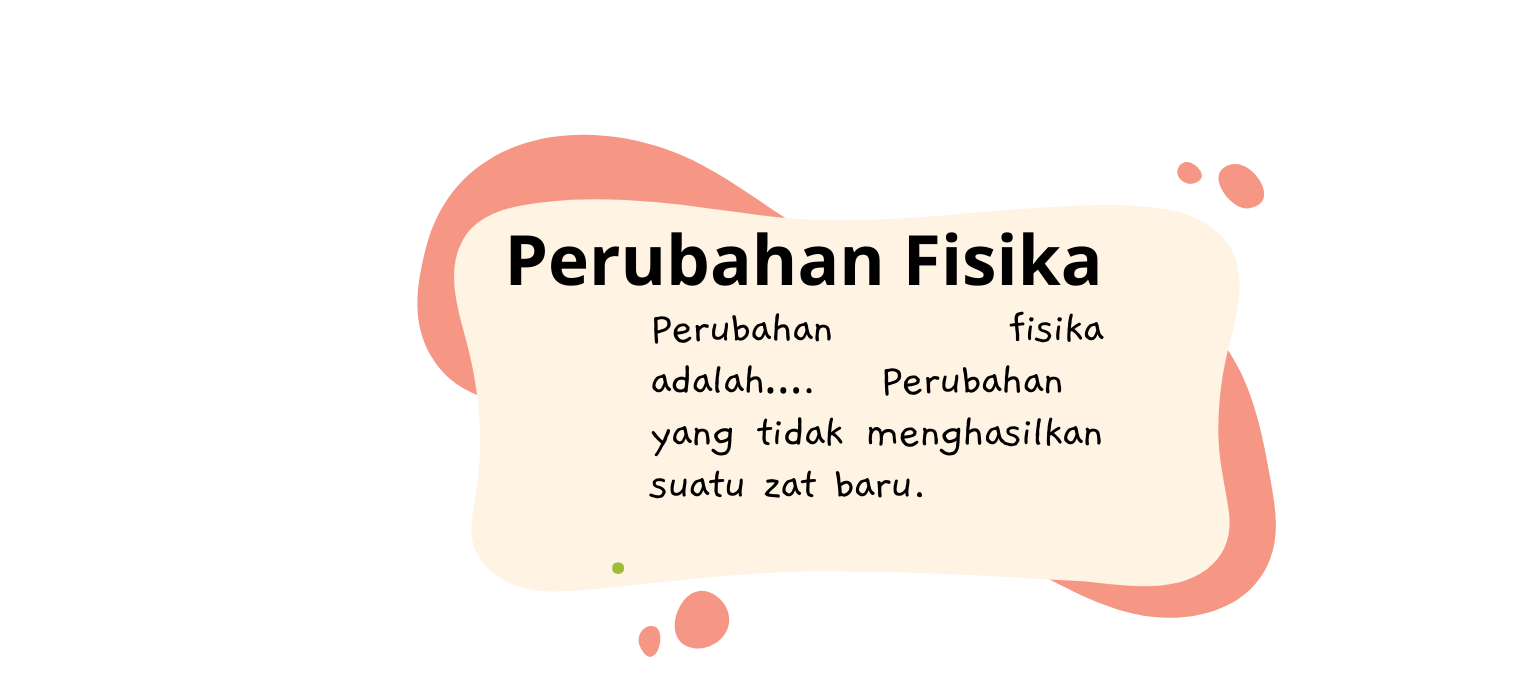 Perubahan Fisika
Perubahan fisika
adalah.... Perubahan
yang tidak menghasilkan
suatu zat baru.